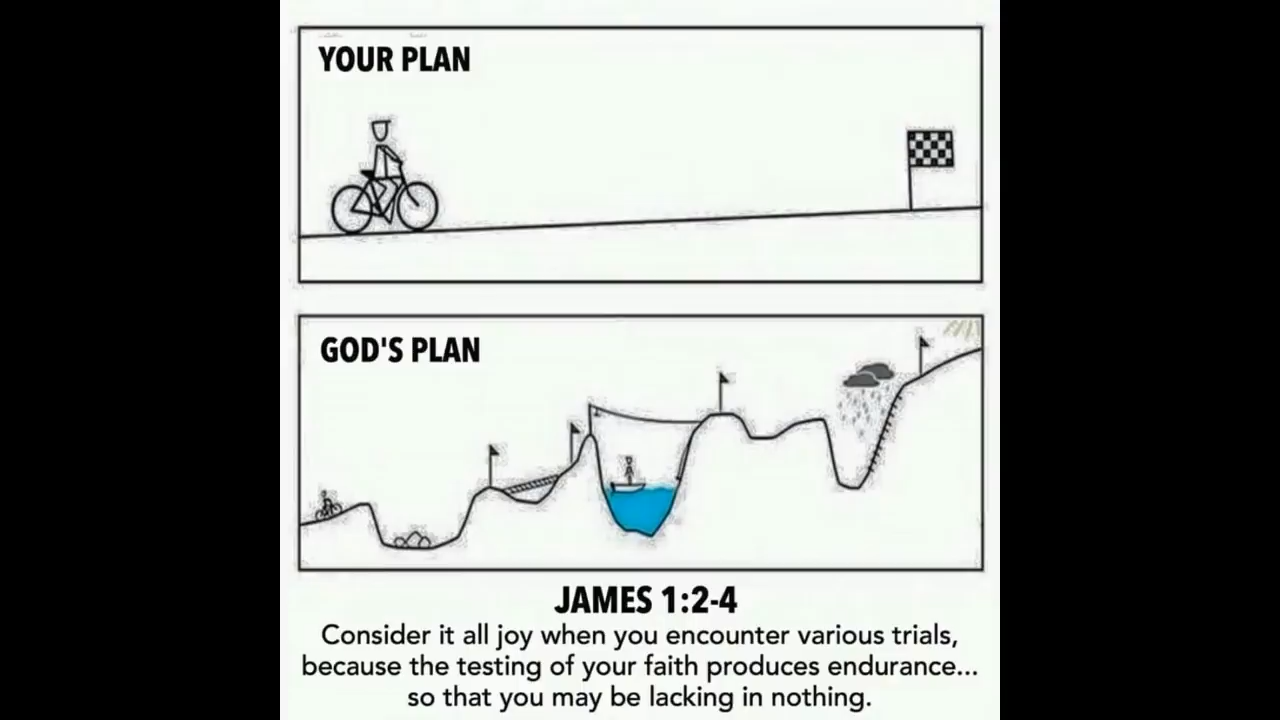 YOUR PLAN
GOD'S PLAN
JAMES 1:2-4
Consider it all joy when you encounter various trials,
because the testing of your faith produces endurance...
so that you may be lacking in nothing.